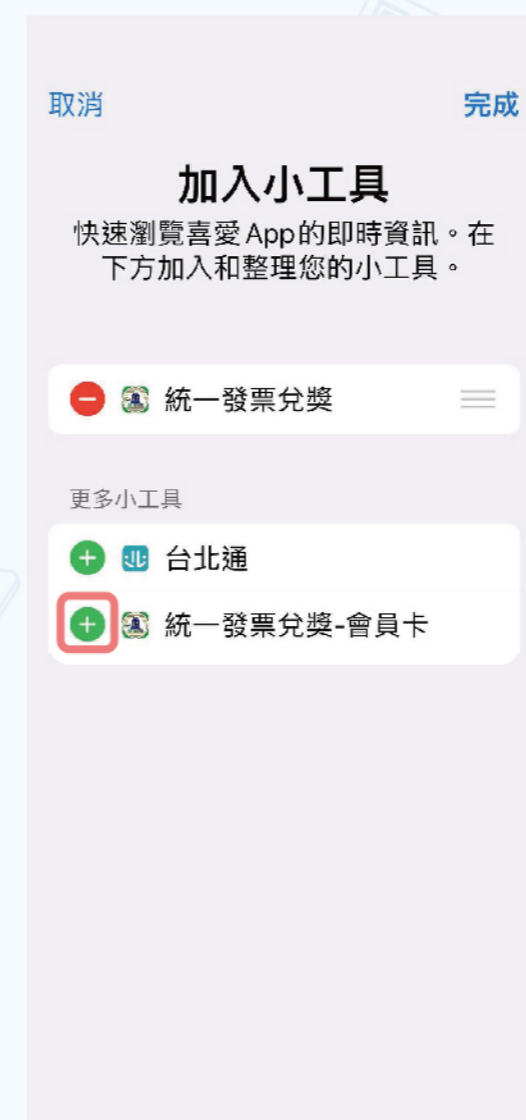 取消
完成
加入小工具
快速瀏覽喜愛 App的即時資訊。在
下方加入和整理您的小工具。
統一發票兌獎
更多小工具
台北通
統一發票兌獎-會員卡